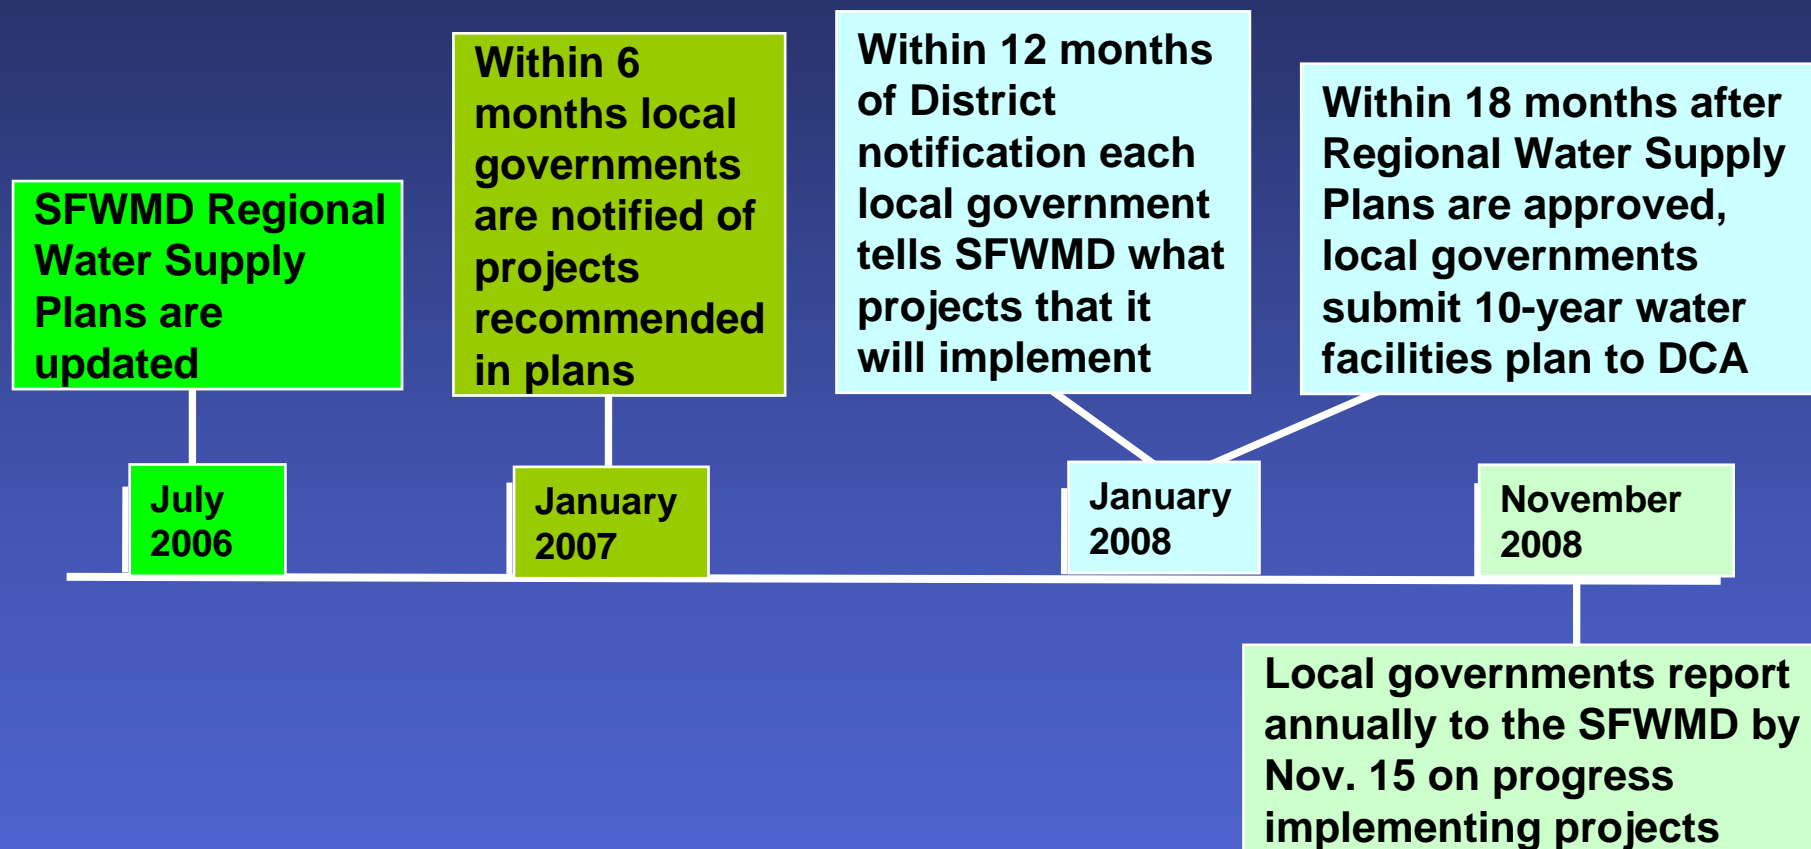 SFWMD Regional
Water Supply
Plans are
updated
Within 6
months local
governments
are notified of
projects
recommended
in plans
Within 12 months
of District
notification each
local government
tells SFWMD what
projects that it
will implement
Within 18 months after
Regional Water Supply
Plans are approved,
local governments
submit 10-year water
facilities plan to DCA
July
2006
January
2007
January
2008
November
2008
Local governments report
annually to the SFWMD by
Nov. 15 on progress
implementing projects